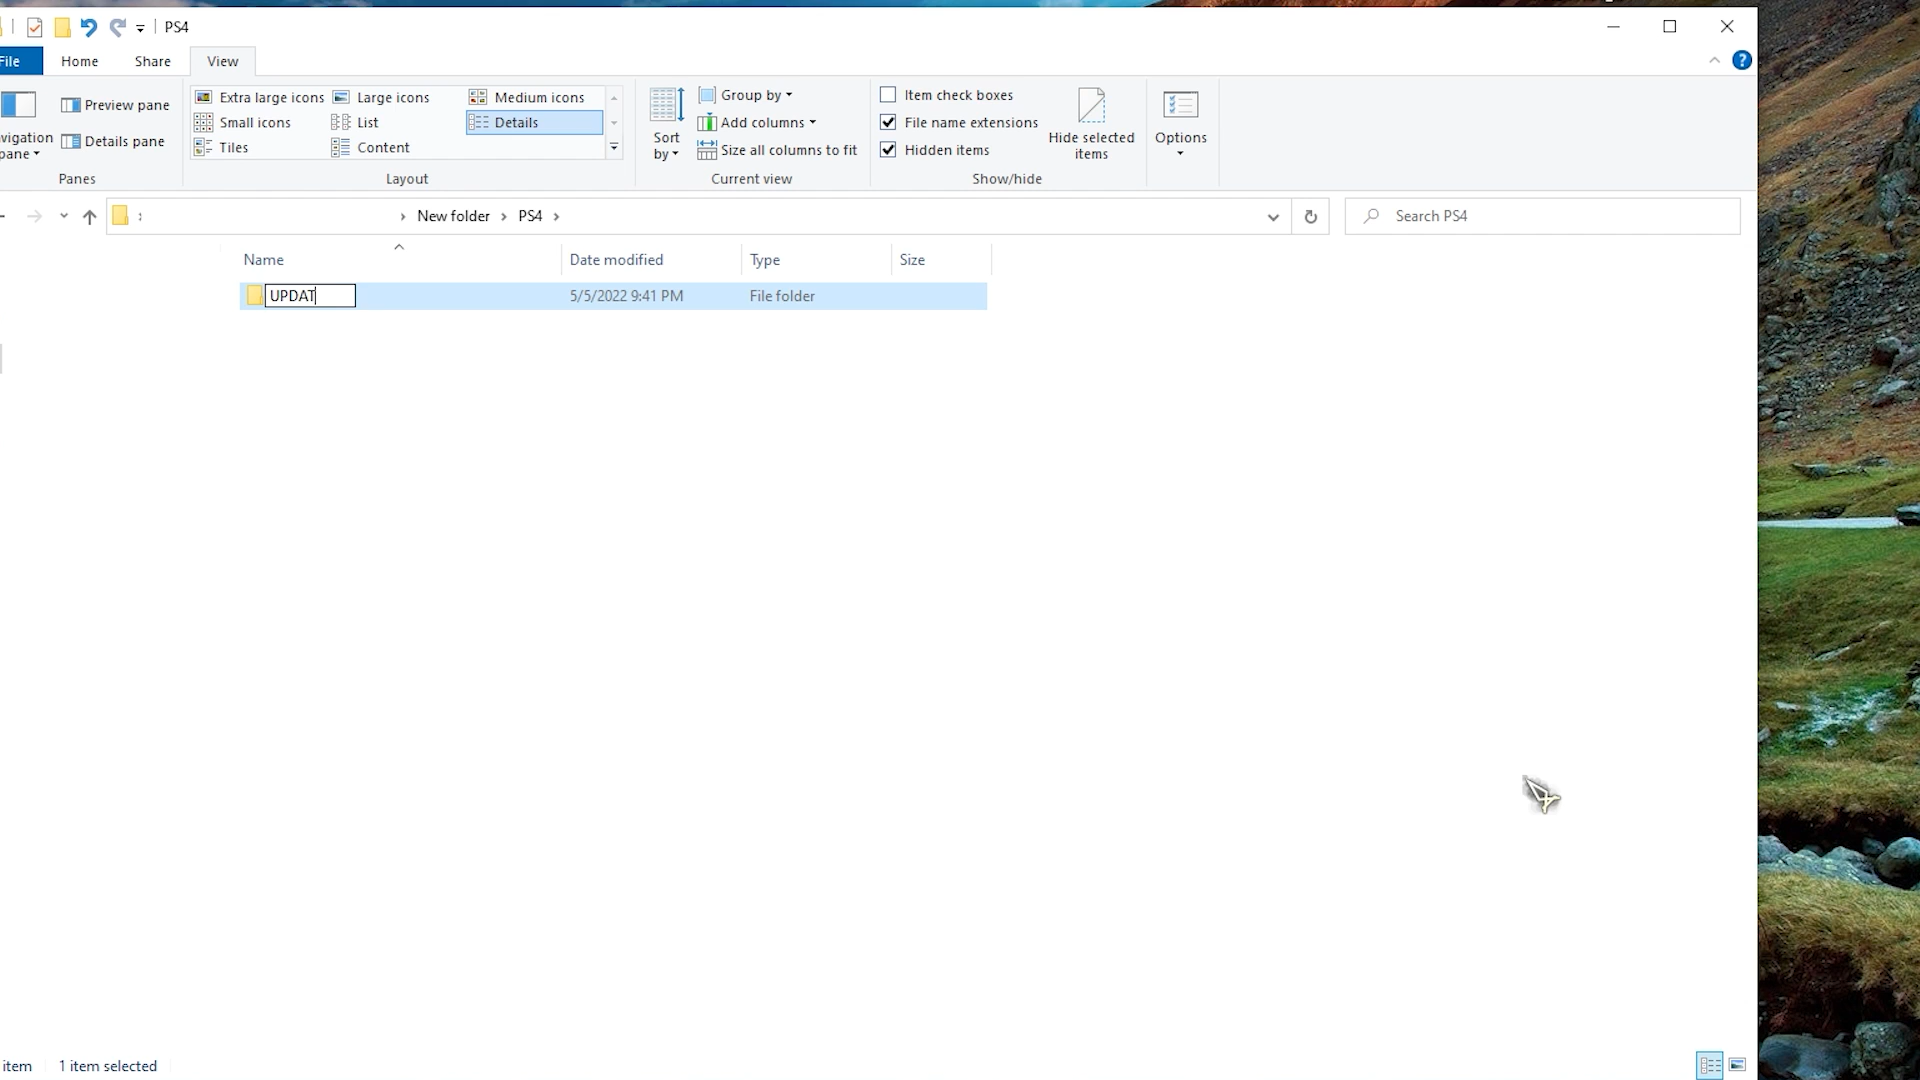 PS4
File Home Share View
Preview pane
Details pane
vigation
pane
Panes
Extra large icons Large icons Medium icons
Small icons List Details
Tiles Content
Layout
Sort
by
Group by
Add columns
Size all columns to fit
Current view
Item check boxes
File name extensions
Hidden items
Hide selected
items
Show/hide
Options
New folder PS4
Search PS4
Name Date modified Type Size
UPDAT 5/5/2022 9:41 PM File folder
item 1 item selected